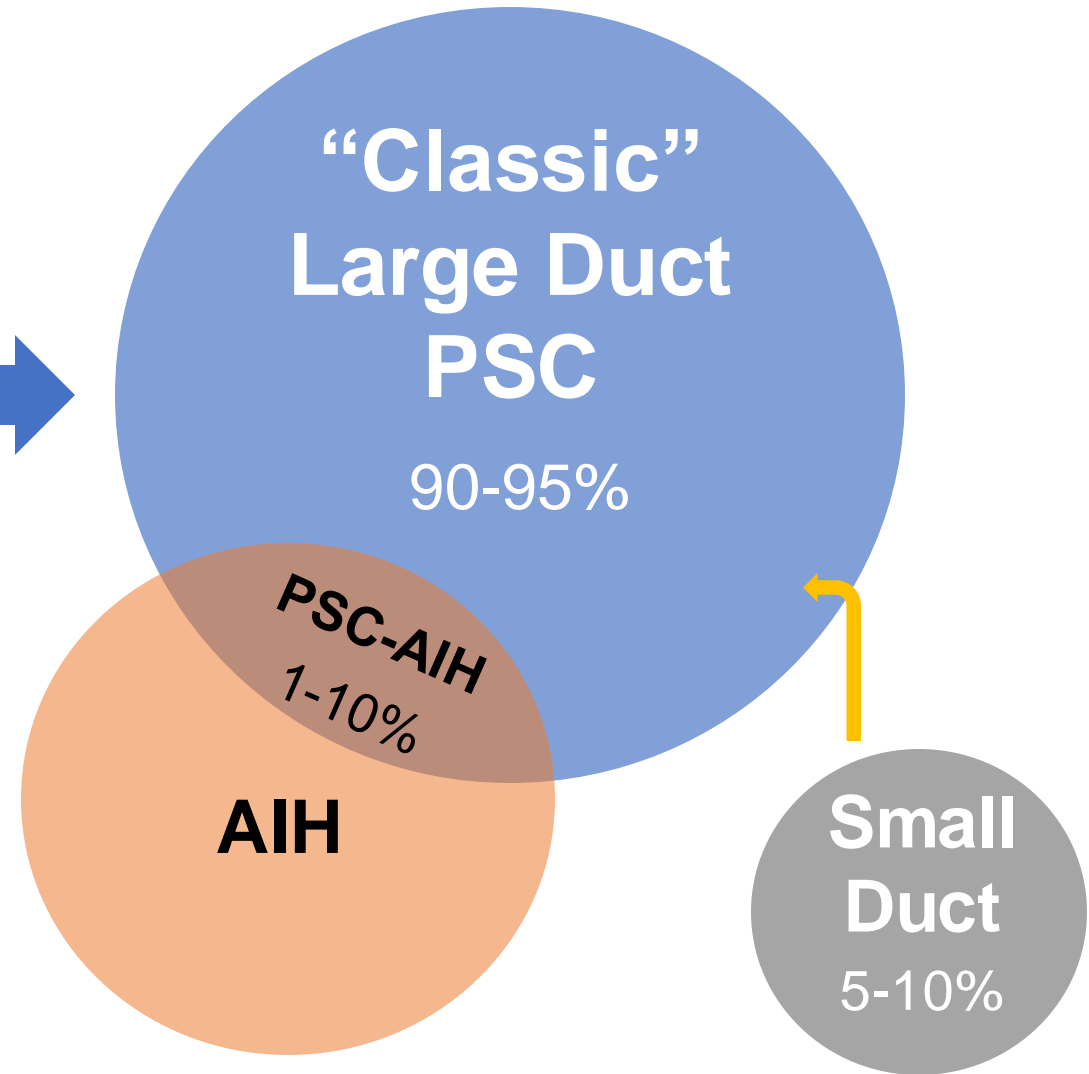 “Classic”
Large Duct
PSC
90-95%
PSC-AIH
1-10%
AIH
Small
Duct
5-10%